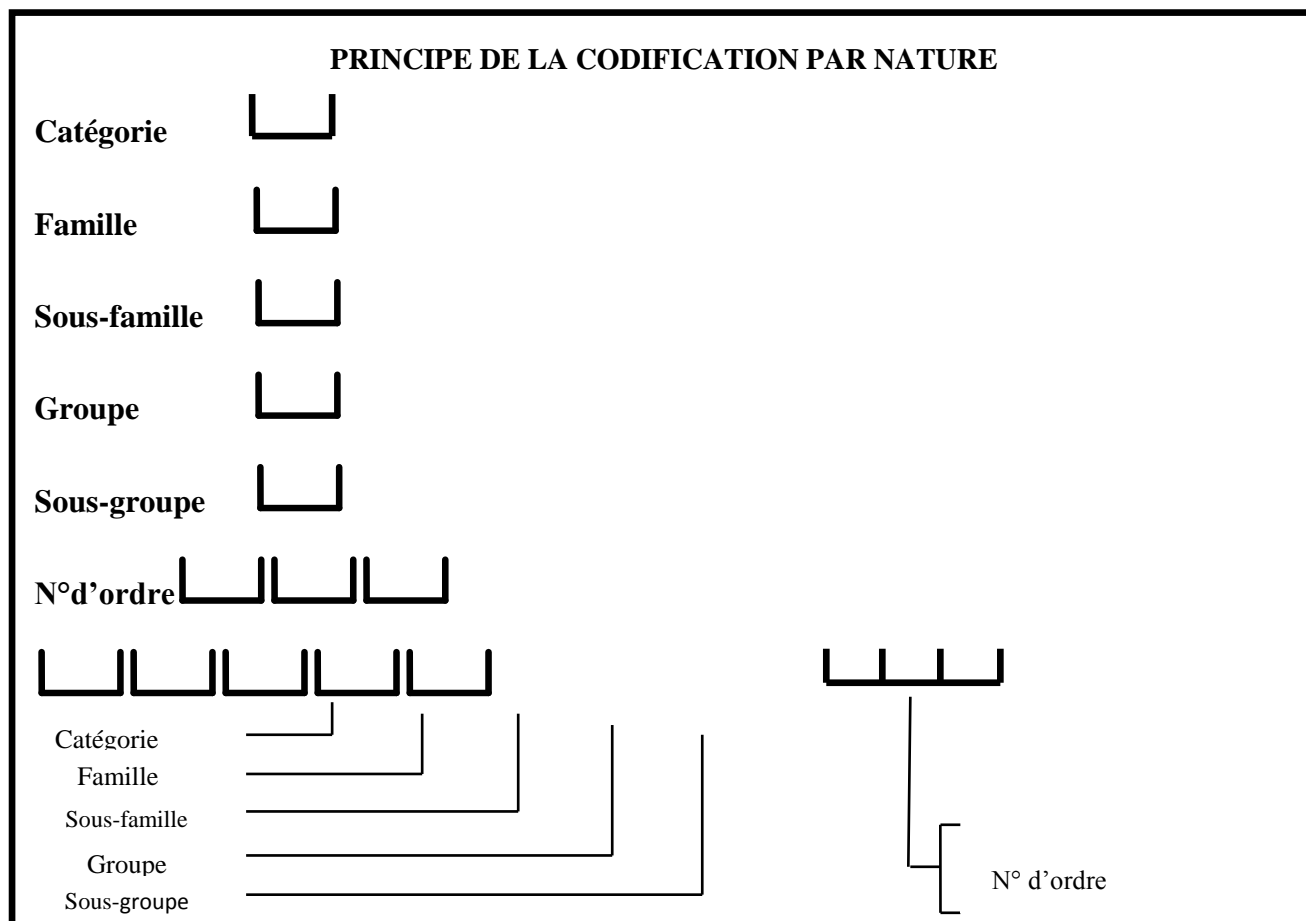 PRINCIPE DE LA CODIFICATION PAR NATURE
Catégorie
Famille
Sous-famille
Groupe
Sous-groupe
N°d’ordre
Catégorie
Famille
Sous-famille
Groupe
Sous-groupe
N° d’ordre